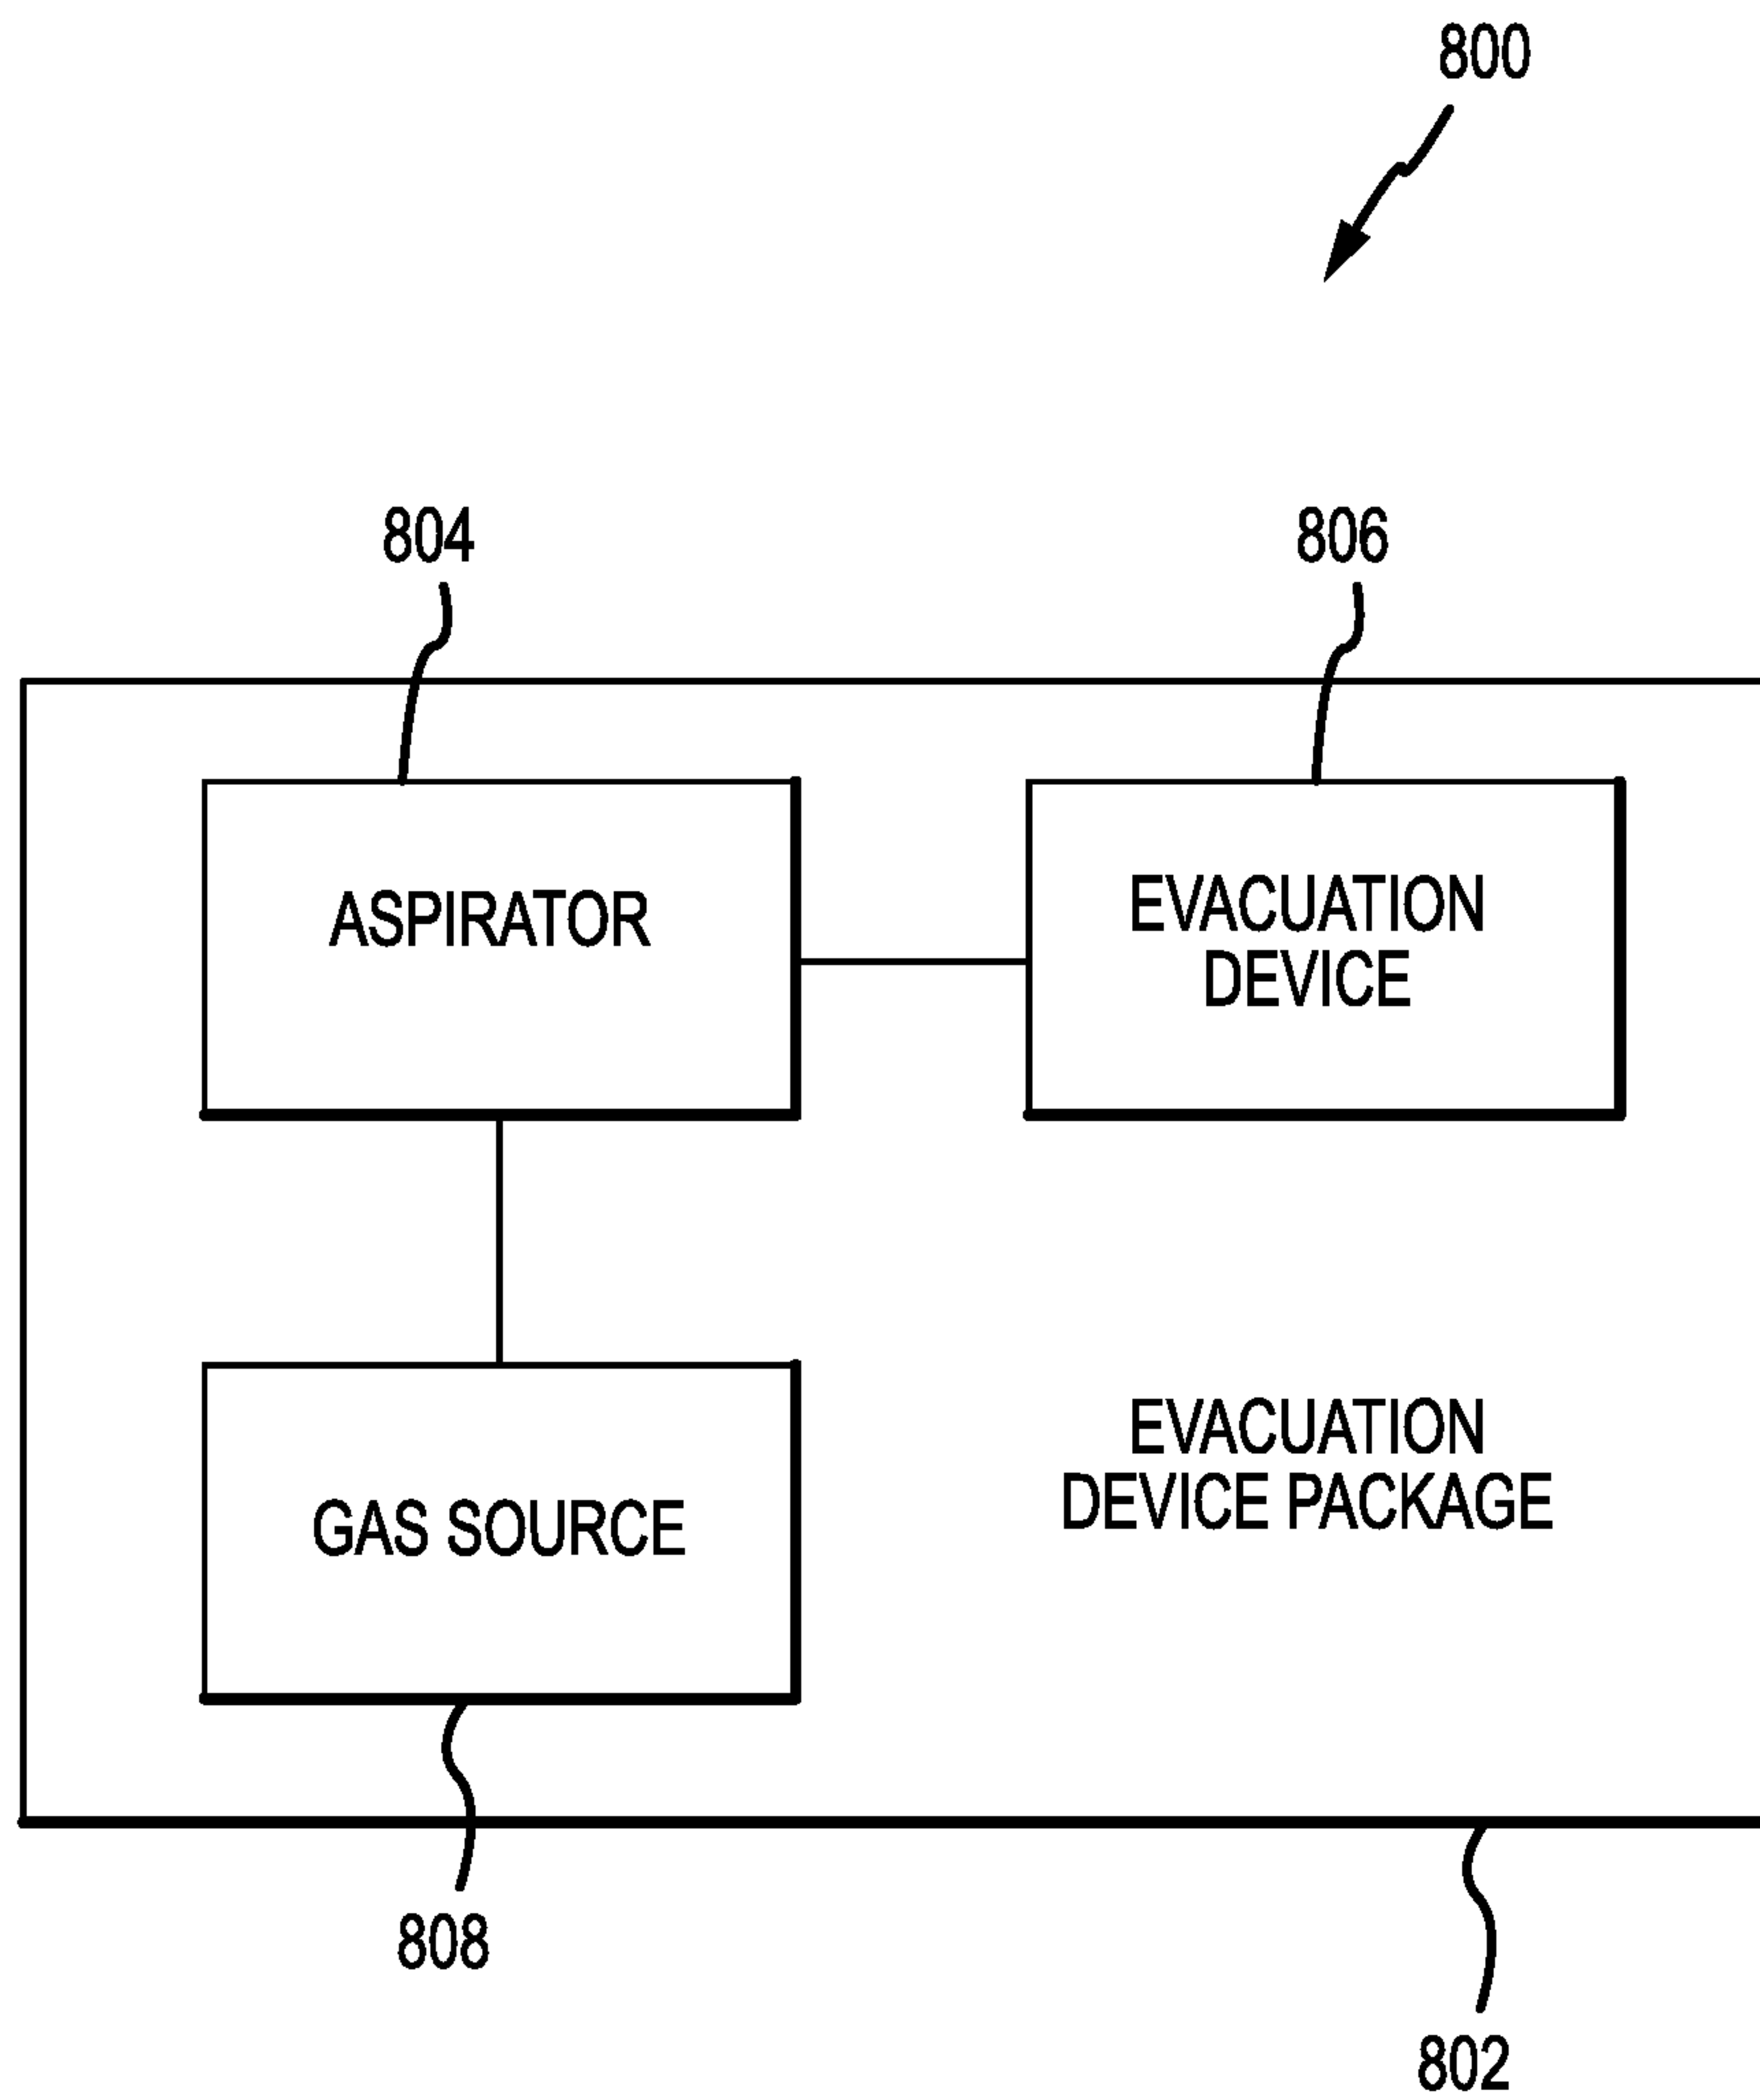 800
804
806
ASPIRATOR
EVACUATION
DEVICE
EVACUATION
DEVICE PACKAGE
GAS SOURCE
808
802